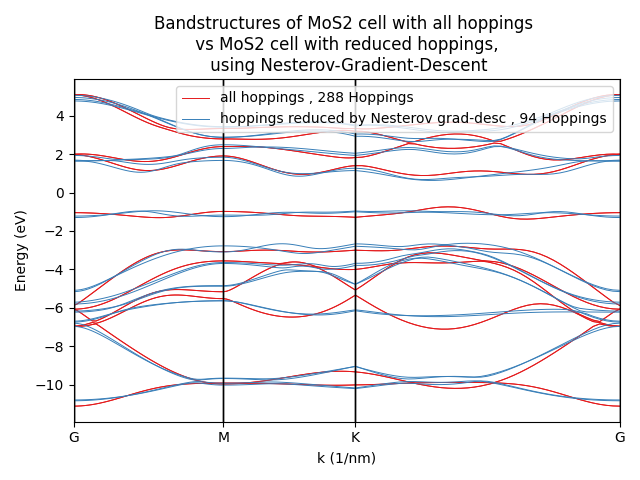 Bandstructures of MoS2 cell with all hoppings
vs MoS2 cell with reduced hoppings,
using Nesterov-Gradient-Descent
all hoppings , 288 Hoppings
hoppings reduced by Nesterov grad-desc , 94 Hoppings
Energy (eV)
4
2
0
−2
−4
−6
−8
−10
G M K G
k (1/nm)